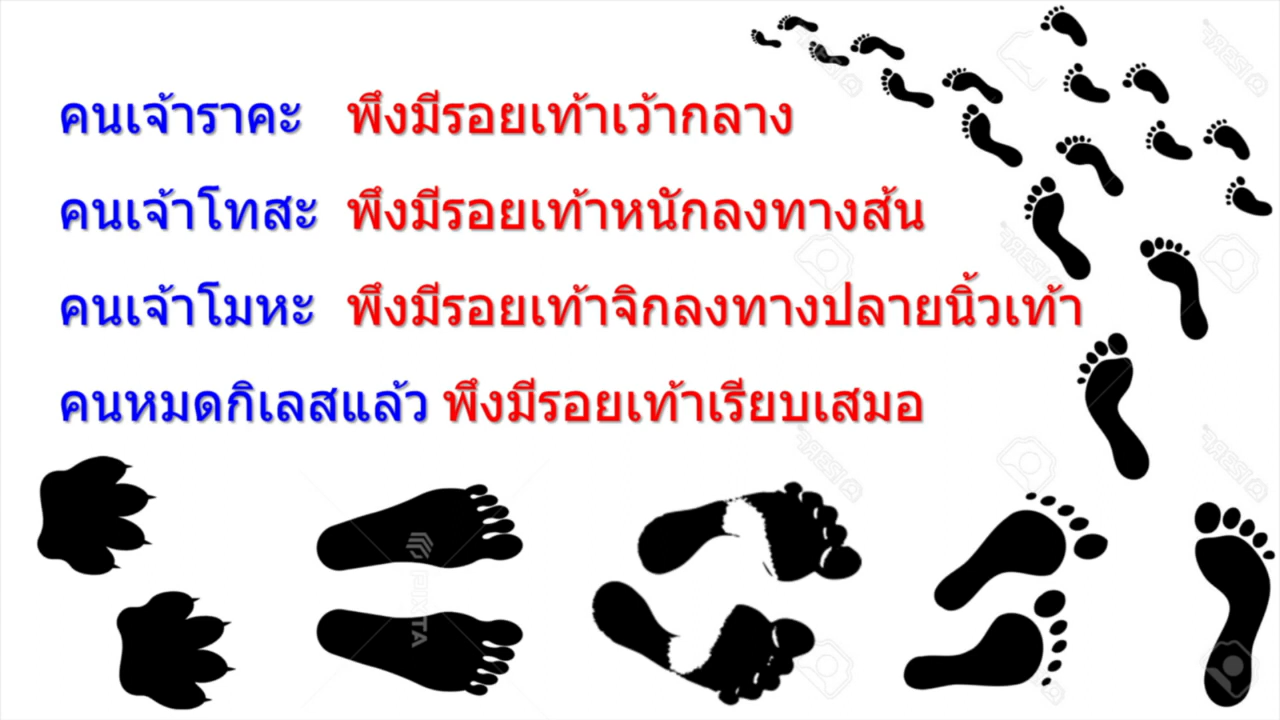 คนเจ้าราคะ พึงมีรอยเท้าเว้ากลาง
คนเจ้าโทสะ พึงมีรอยเท้าหนักลงทางส้น
คนเจ้าโมหะ พึงมีรอยเท้าจิกลงทางปลายนิ้วเท้า
คนหมดกิเลสแล้ว พึงมีรอยเท้าเรียบเสมอ
PIXTA